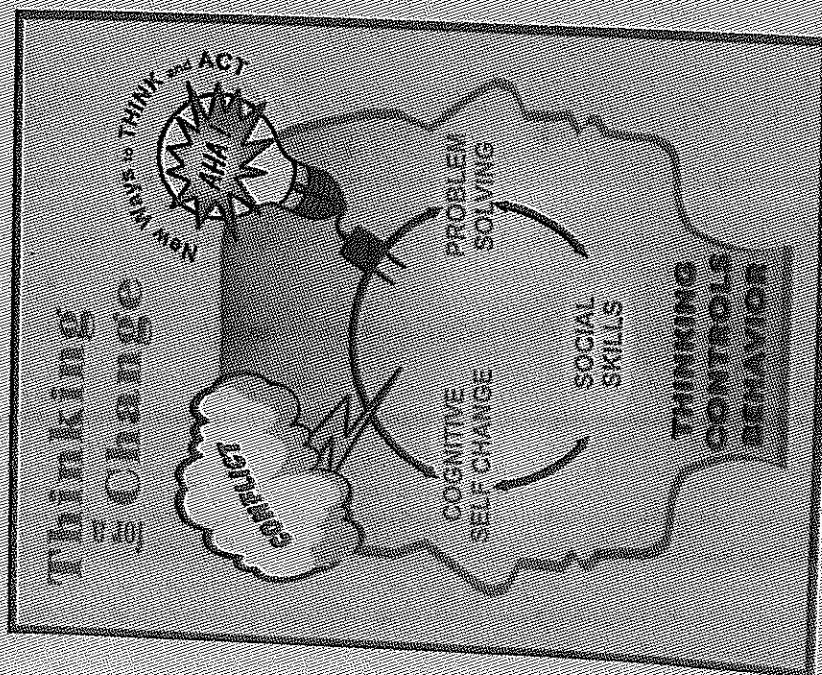 Thinking
for a
Change
New Ways to THINK and ACT
AHA!
CONFLICT
COGNITIVE
SELF CHANGE
PROBLEM
SOLVING
SOCIAL
SKILLS
THINKING
CONTROLS
BEHAVIOR